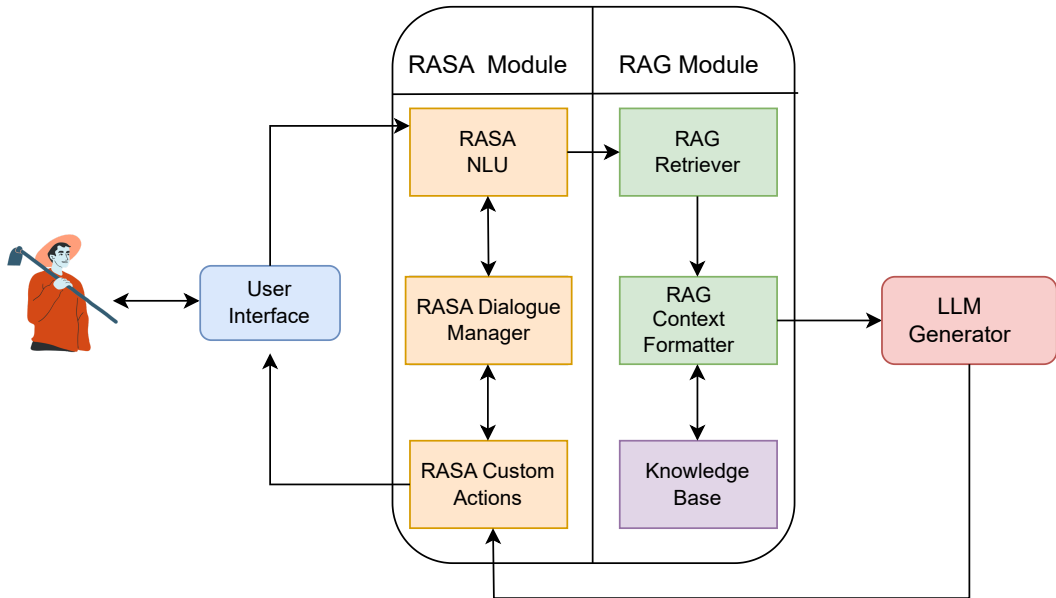 RASA Module
RAG Module
RASA
NLU
RAG
Retriever
User
Interface
RASA Dialogue
Manager
RAG
Context
Formatter
LLM
Generator
RASA Custom
Actions
Knowledge
Base